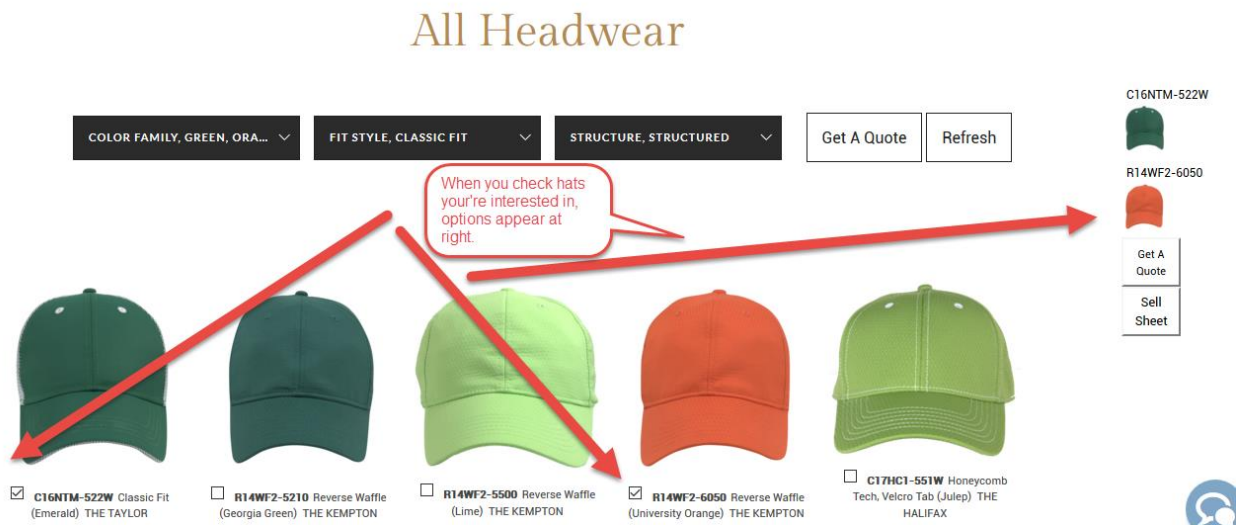 All Headwear
COLOR FAMILY, GREEN, ORA...
FIT STYLE, CLASSIC FIT
STRUCTURE, STRUCTURED
Get A Quote
Refresh
When you check hats
your're interested in,
options appear at
right.
C16NTM-522W
R14WF2-6050
Get A
Quote
Sell
Sheet
C16NTM-522W Classic Fit
(Emerald) THE TAYLOR
R14WF2-5210 Reverse Waffle
(Georgia Green) THE KEMPTON
R14WF2-5500 Reverse Waffle
(Lime) THE KEMPTON
R14WF2-6050 Reverse Waffle
(University Orange) THE KEMPTON
C17HC1-551W Honeycomb
Tech, Velcro Tab (Julep) THE
HALIFAX